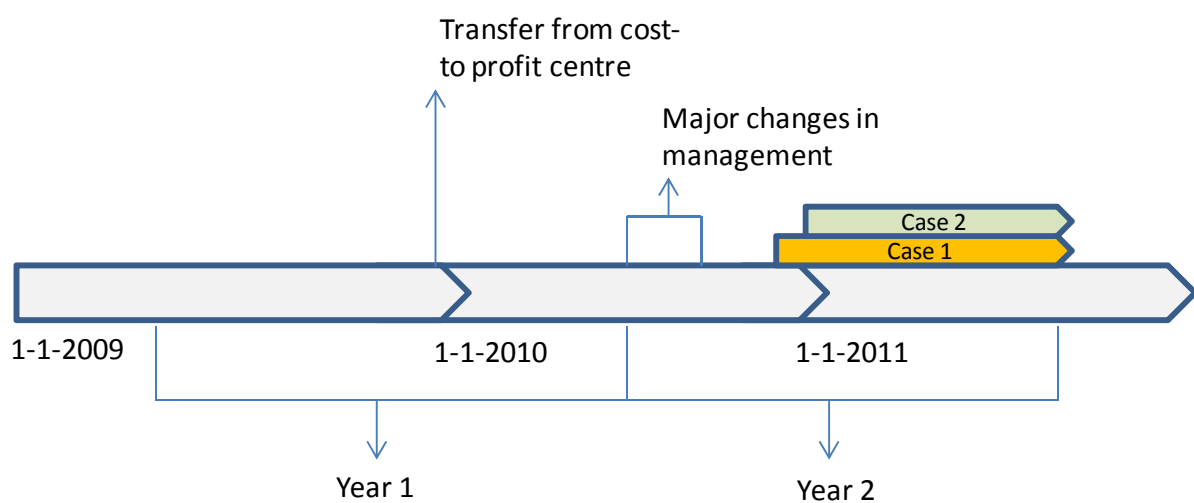 Transfer from cost-
to profit centre
Major changes in
management
Case 2
Case 1
1-1-2009
1-1-2010
1-1-2011
Year 1
Year 2